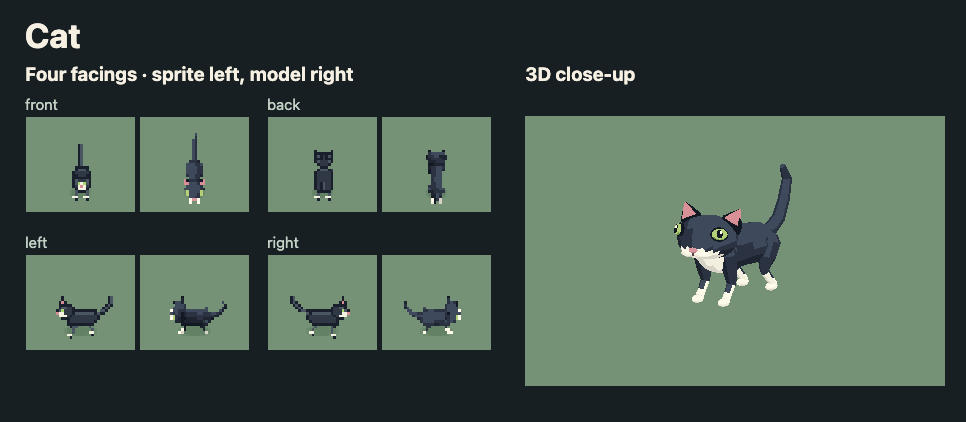 Cat
Four facings · sprite left, model right
3D close-up
front
back
left
right